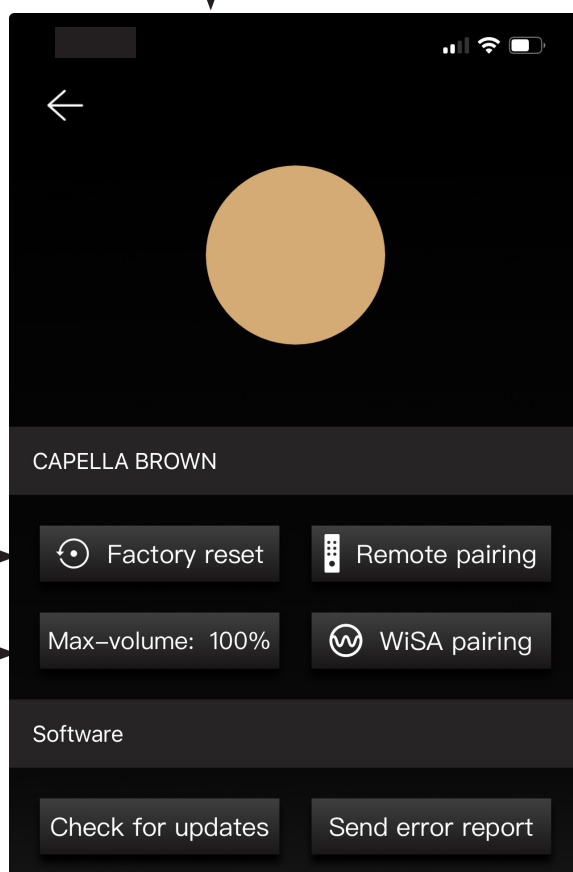 CAPELLA BROWN
Factory reset
Remote pairing
Max-volume: 100%
WiSA pairing
Software
Check for updates
Send error report